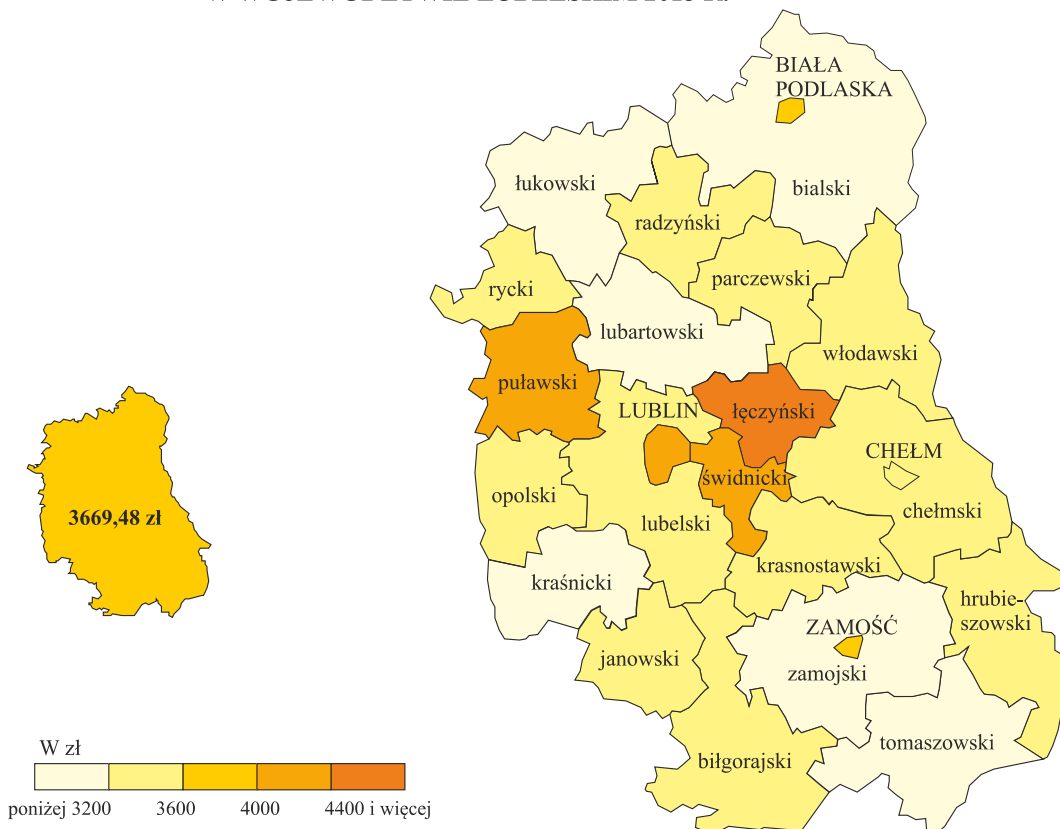 BIAŁA
PODLASKA
łukowski
bialski
radzyński
parczewski
rycki
lubartowski
włodawski
puławski
LUBLIN
łęczyński
CHEŁM
świdnicki
opolski
chełmski
3669,48 zł
lubelski
krasnostawski
kraśnicki
hrubie-
szowski
ZAMOŚĆ
janowski
zamojski
tomaszowski
biłgorajski
W zł
poniżej 3200 3600 4000 4400 i więcej